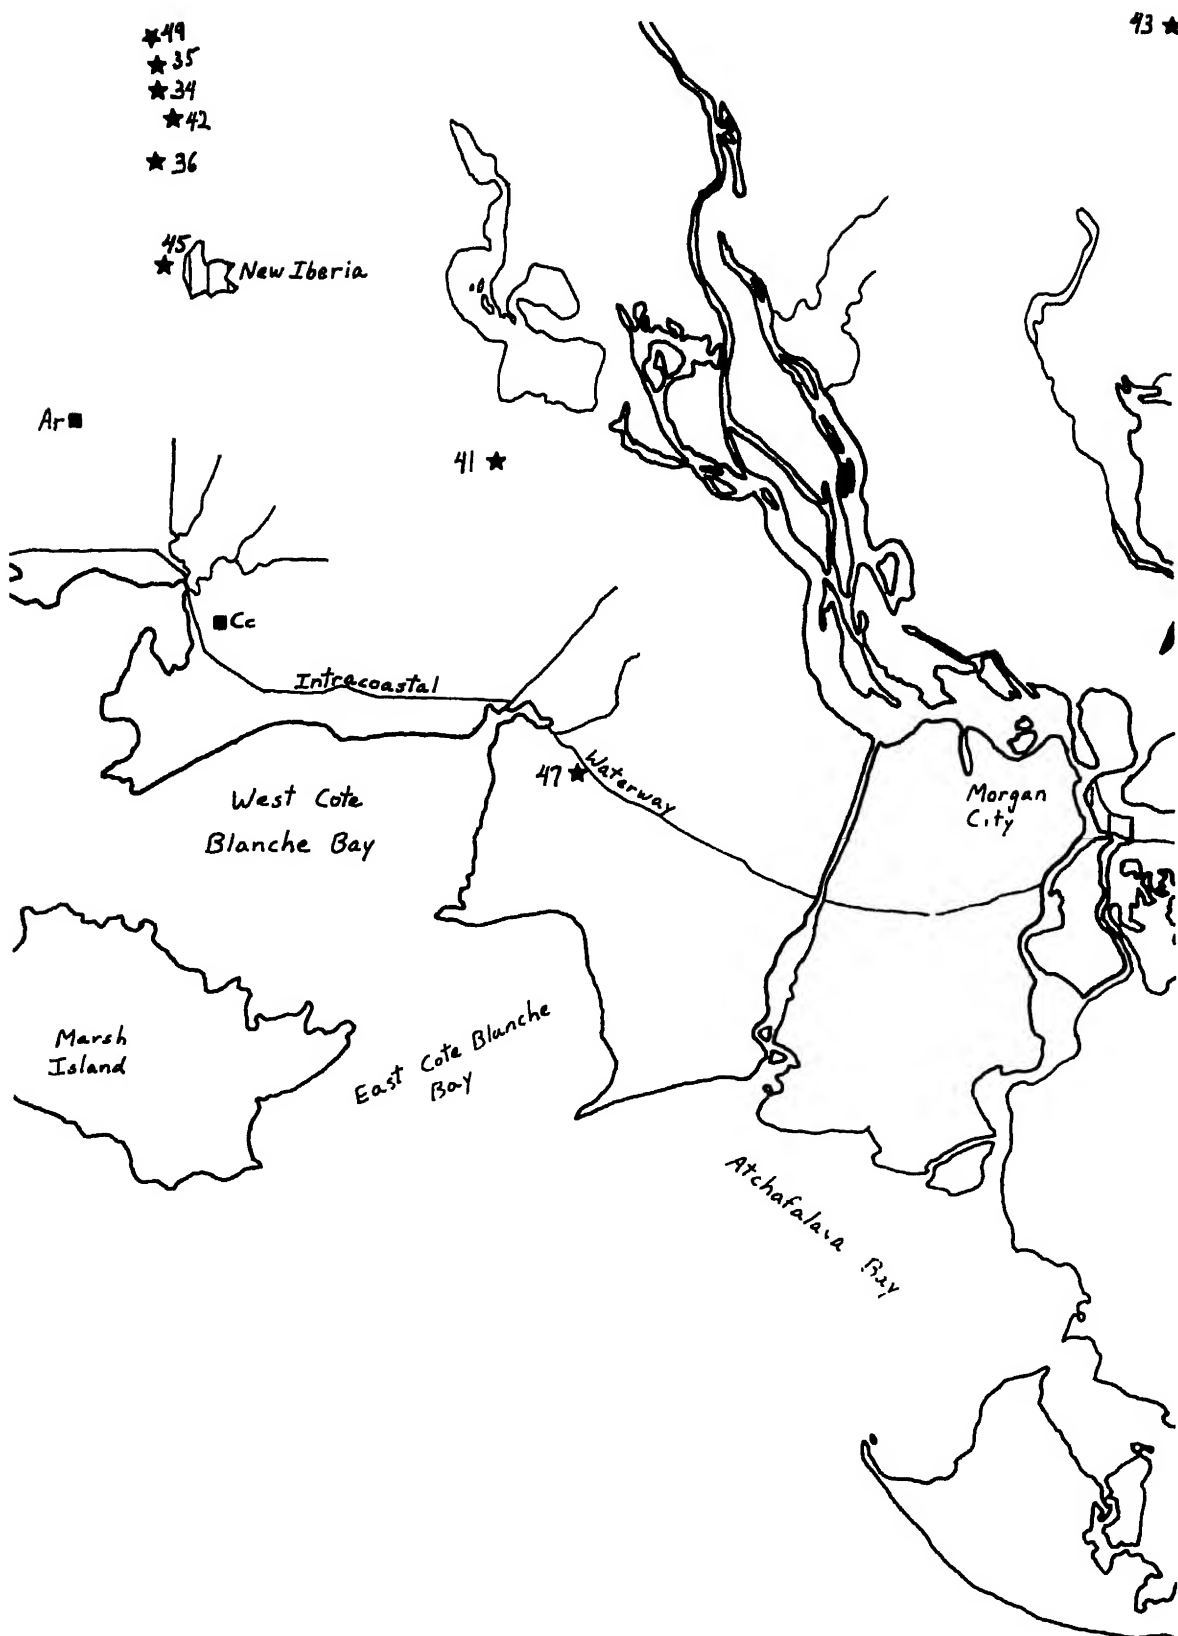 43
49
35
34
42
36
45
New Iberia
Ar
41
Cc
Intracoastal
47
Waterway
West Cote
Blanche Bay
Morgan
City
Marsh
Island
East Cote Blanche
Bay
Atchafalaya Bay